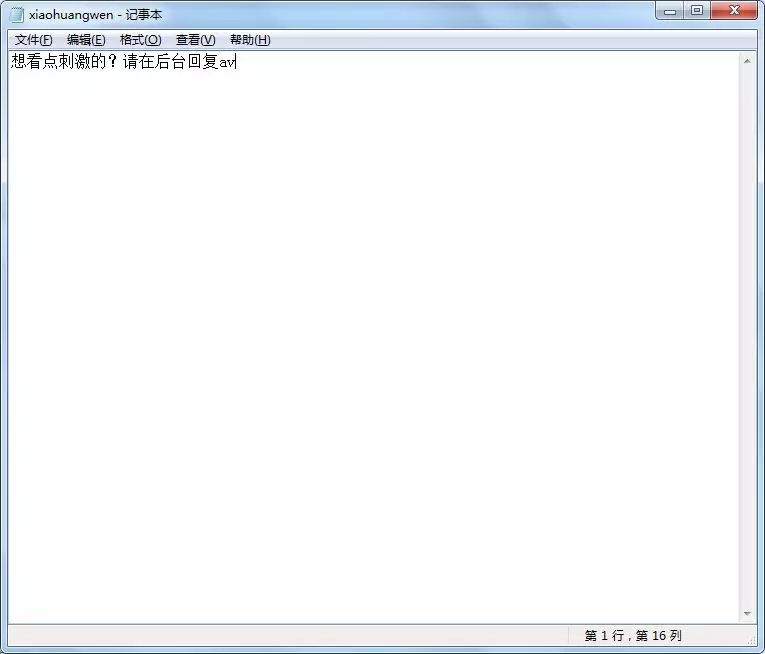 xiaohuangwen - 记事本
文件(F) 编辑(E) 格式(O) 查看(V) 帮助(H)
想看点刺激的？请在后台回复av
第 1 行，第 16 列